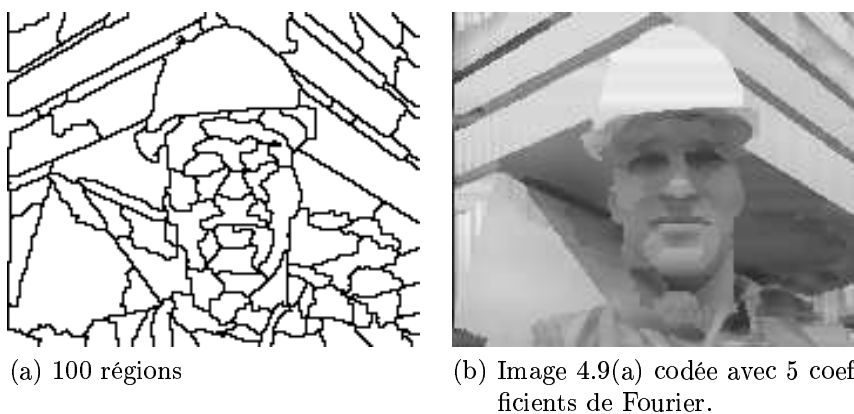 (a) 100 régions
(b) Image 4.9(a) codée avec 5 coef
ficients de Fourier.